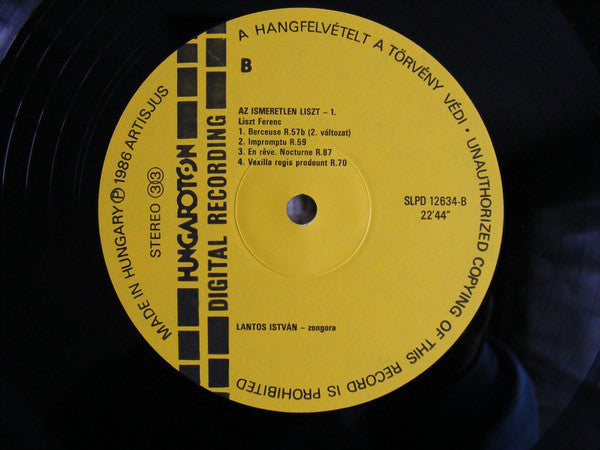 A HANGFELVÉTELT A TÖRVÉNY VÉDI • UNAUTHORIZED COPYING OF THIS RECORD IS PROHIBITED
MADE IN HUNGARY Ⓟ 1986 ARTISJUS
STEREO 33
HUNGAROTON
DIGITAL RECORDING
B
AZ ISMERETLEN LISZT – 1.
Liszt Ferenc
1. Berceuse R.57b (2. változat)
2. Impromptu R.59
3. En rêve. Nocturne R.87
4. Vexilla regis prodeunt R.70
SLPD 12634-B
22'44"
LANTOS ISTVÁN – zongora